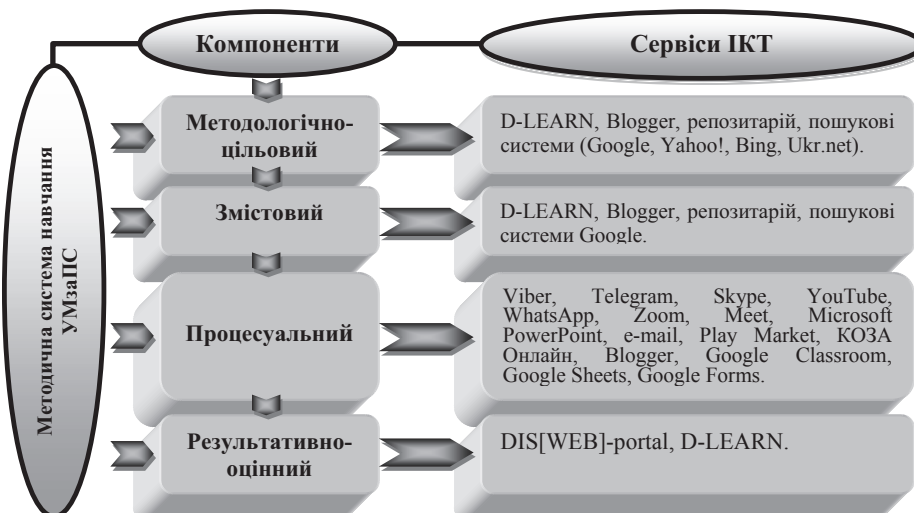 Компоненти
Сервіси ІКТ
Методична система навчання
УМзаПС
Методологічно-
цільовий
D-LEARN, Blogger, репозитарій, пошукові
системи (Google, Yahoo!, Bing, Ukr.net).
Змістовий
D-LEARN, Blogger, репозитарій, пошукові
системи Google.
Процесуальний
Viber, Telegram, Skype, YouTube,
WhatsApp, Zoom, Meet, Microsoft
PowerPoint, e-mail, Play Market, КОЗА
Онлайн, Blogger, Google Classroom,
Google Sheets, Google Forms.
Результативно-
оцінний
DIS[WEB]-portal, D-LEARN.